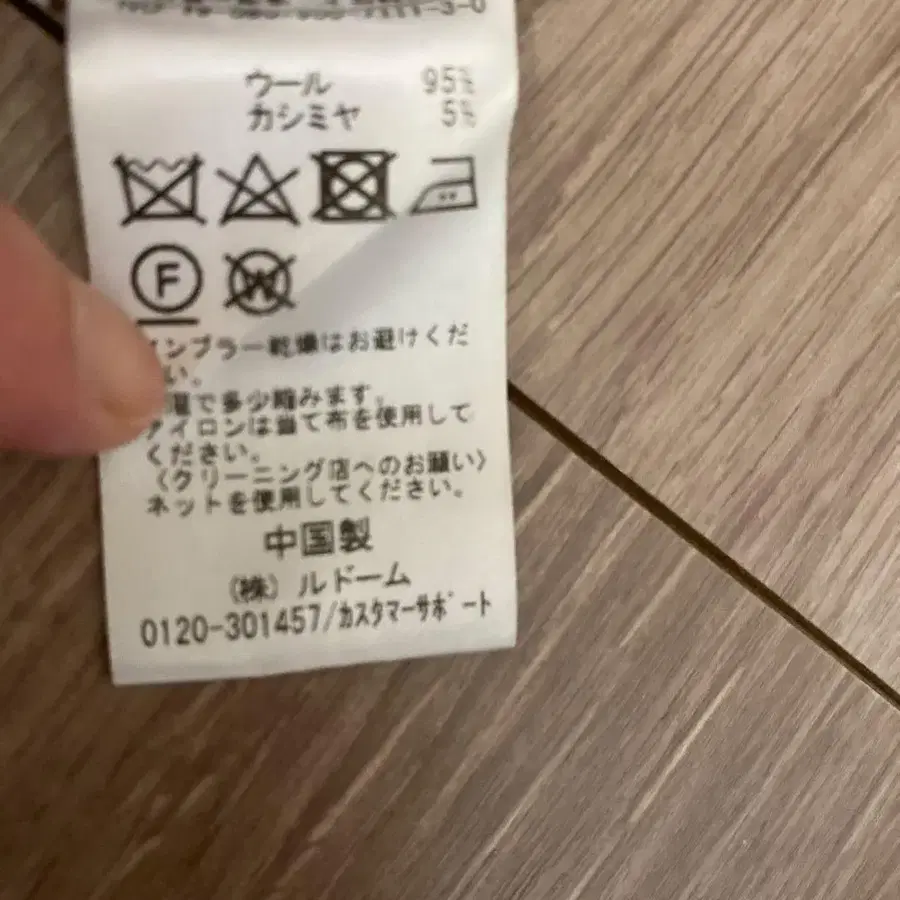 ウール 95%
カシミヤ 5%
F W
ンブラー乾燥はお避けくだ
い。
で多少縮みます。
アイロンは当て布を使用して
ください。
〈クリーニング店へのお願い〉
ネットを使用してください。
中国製
(株) ルドーム
0120-301457/カスタマーサポート